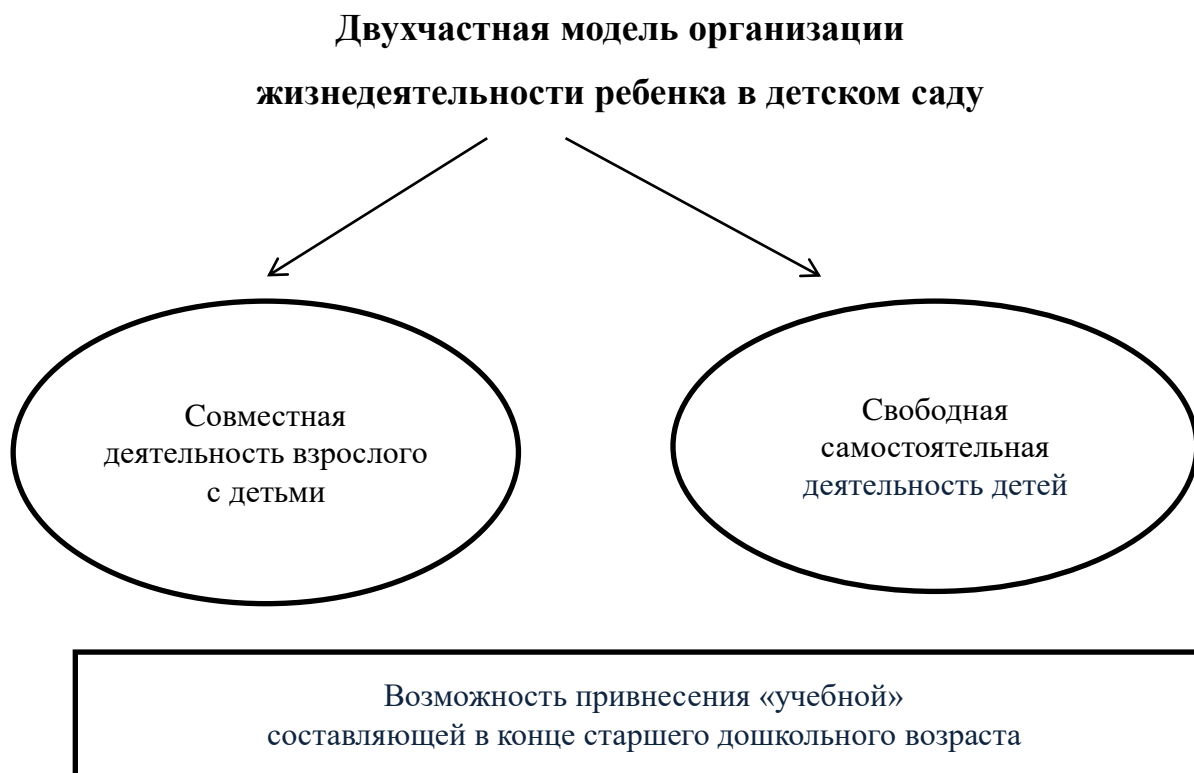 Двухчастная модель организации
жизнедеятельности ребенка в детском саду
Совместная
деятельность взрослого
с детьми
Свободная
самостоятельная
деятельность детей
Возможность привнесения «учебной»
составляющей в конце старшего дошкольного возраста